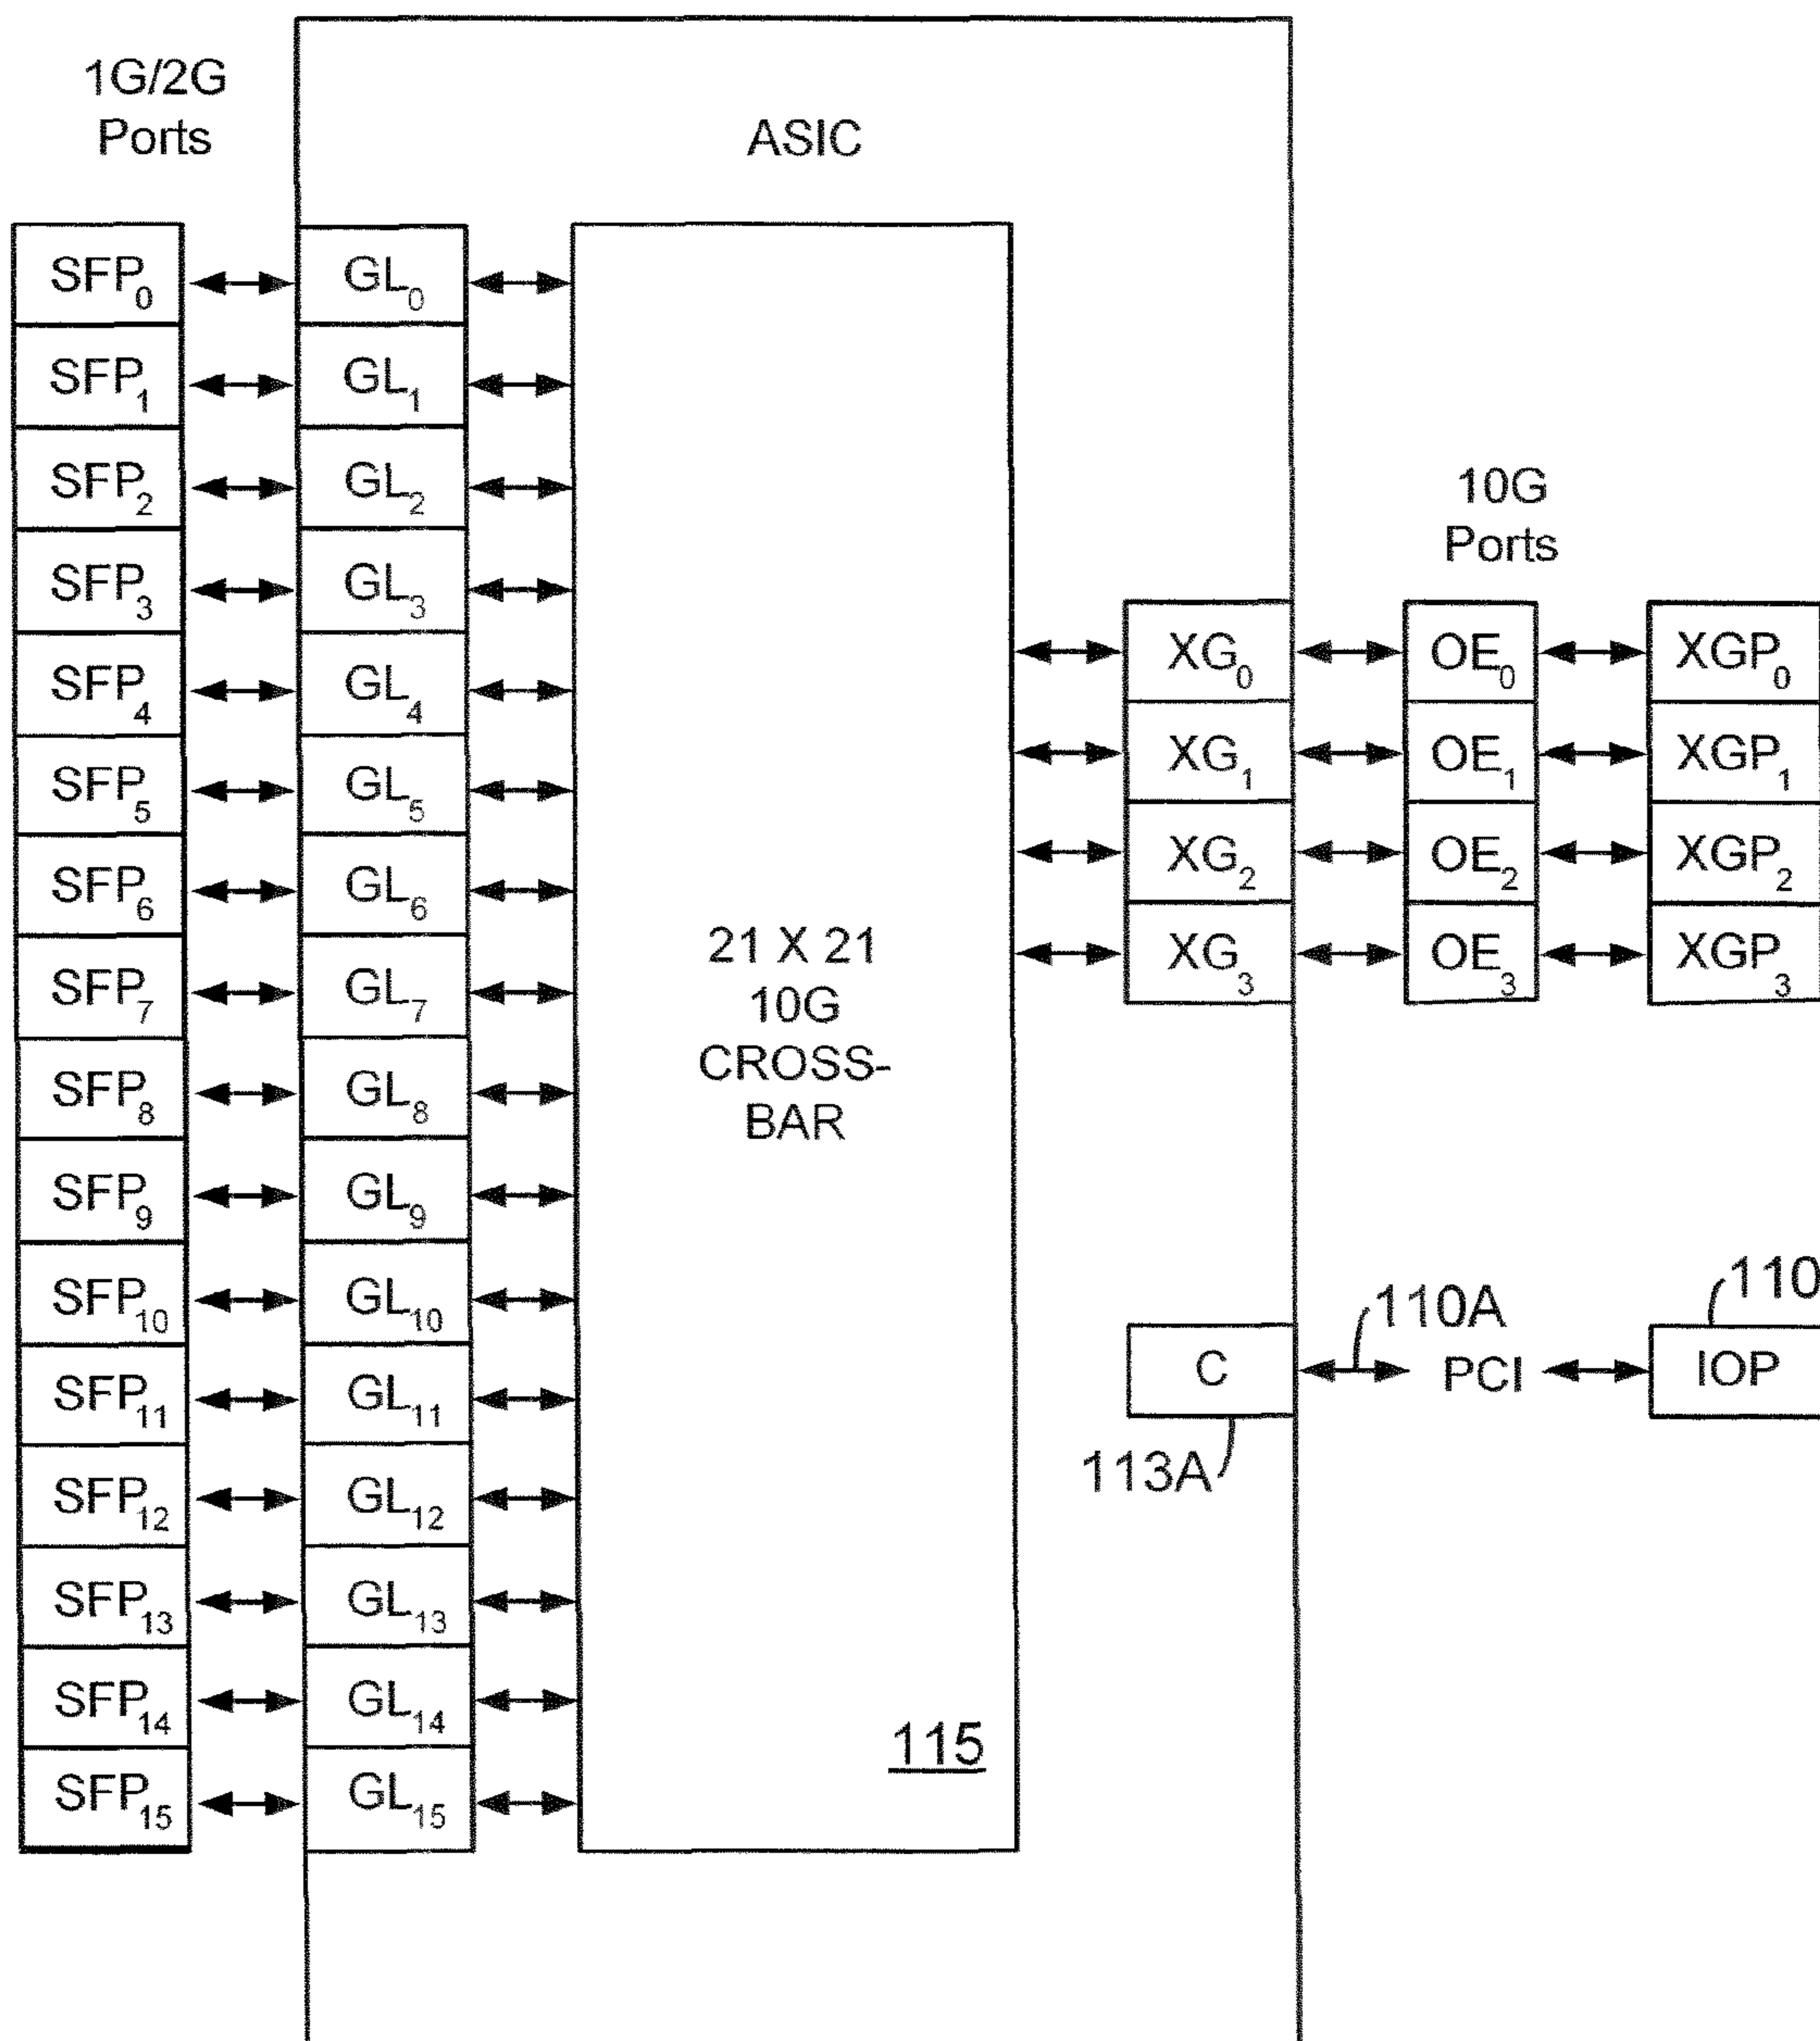 1G/2G
Ports
ASIC
SFP0 GL0
SFP1 GL1
SFP2 GL2
SFP3 GL3
SFP4 GL4
SFP5 GL5
SFP6 GL6
SFP7 GL7
SFP8 GL8
SFP9 GL9
SFP10 GL10
SFP11 GL11
SFP12 GL12
SFP13 GL13
SFP14 GL14
SFP15 GL15
21 X 21
10G
CROSS-
BAR
115
10G
Ports
XG0 OE0 XGP0
XG1 OE1 XGP1
XG2 OE2 XGP2
XG3 OE3 XGP3
110A
110
C PCI IOP
113A